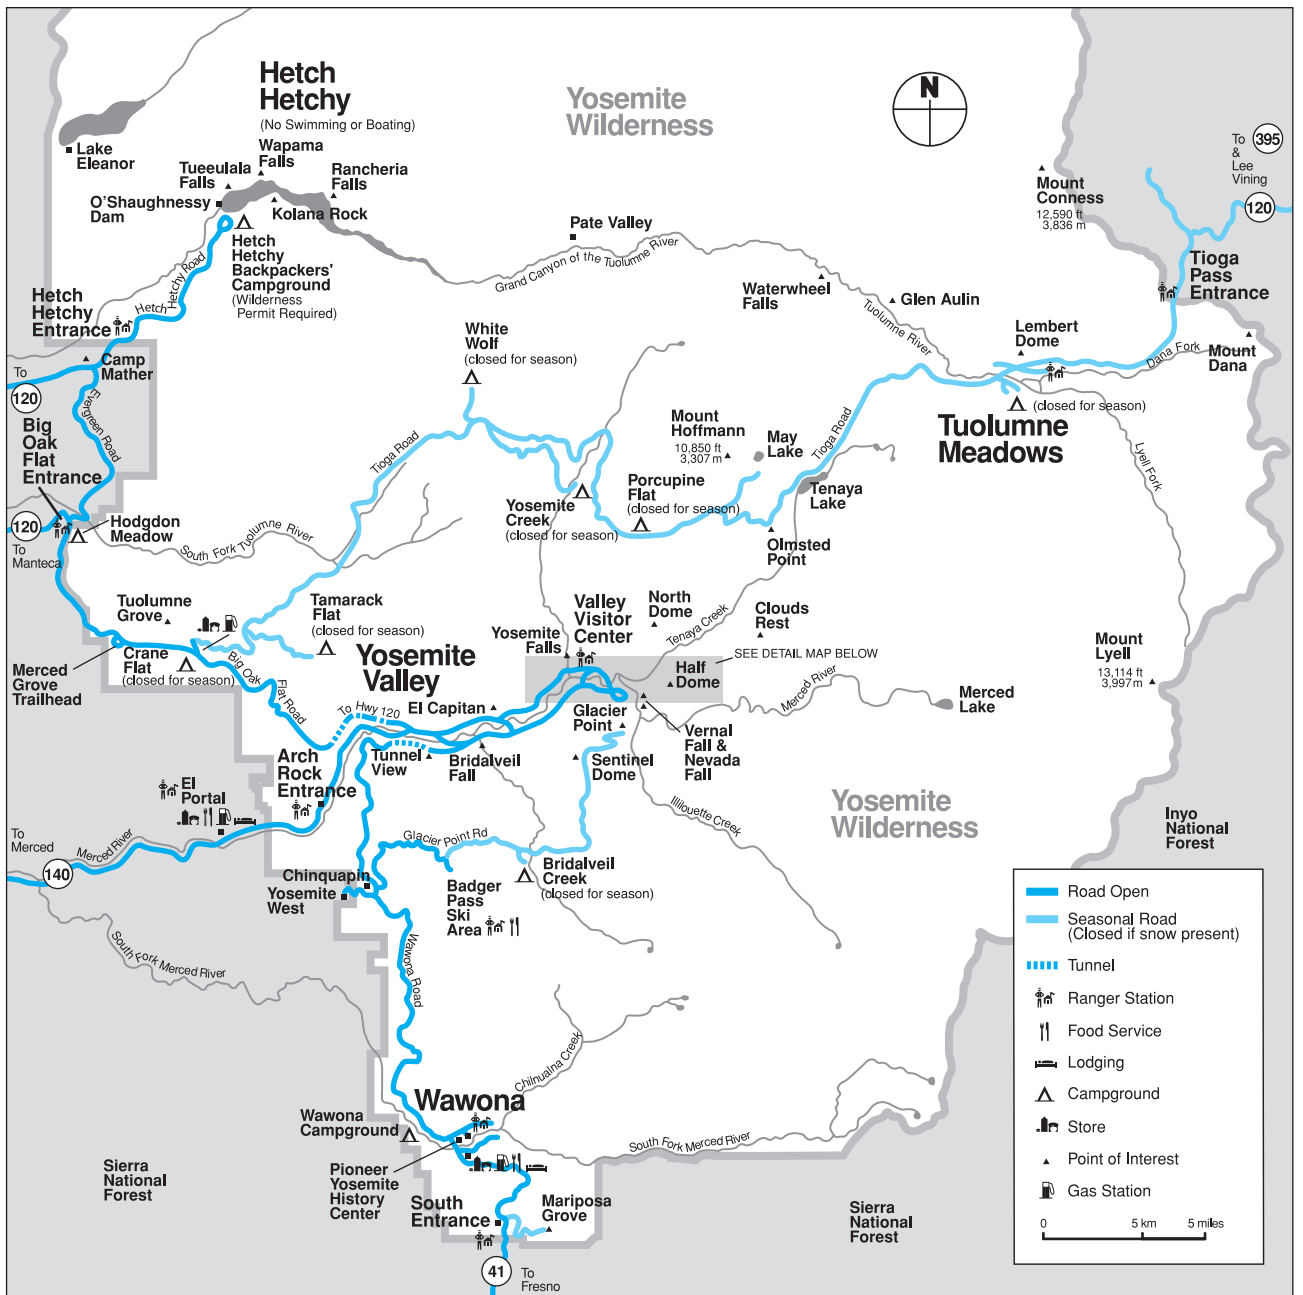 Hetch
Hetchy
(No Swimming or Boating)
Yosemite
Wilderness
N
To
395
&
Lee
Vining
120
Lake
Eleanor
Wapama
Falls
Tueeulala
Falls
Rancheria
Falls
O'Shaughnessy
Dam
Kolana Rock
Mount
Conness
12,590 ft
3,836 m
Pate Valley
Grand Canyon of the Tuolumne River
Hetch
Hetchy
Backpackers'
Campground
(Wilderness
Permit Required)
Hetch Hetchy Road
Hetch
Hetchy
Entrance
Tioga
Pass
Entrance
Waterwheel
Falls
Glen Aulin
Tuolumne River
Lembert
Dome
Dana Fork
Mount
Dana
White
Wolf
(closed for season)
Camp
Mather
To
120
Evergreen Road
Big
Oak
Flat
Entrance
(closed for season)
Tuolumne
Meadows
Mount
Hoffmann
10,850 ft
3,307 m
May
Lake
Tioga Road
Tioga Road
Lyell Fork
Porcupine
Flat
(closed for season)
Tenaya
Lake
Yosemite
Creek
(closed for season)
120
To
Manteca
Hodgdon
Meadow
South Fork Tuolumne River
Olmsted
Point
Tuolumne
Grove
Tamarack
Flat
(closed for season)
Valley
Visitor
Center
North
Dome
Tenaya Creek
Clouds
Rest
Yosemite
Falls
SEE DETAIL MAP BELOW
Mount
Lyell
13,114 ft
3,997 m
Merced
Grove
Trailhead
Crane
Flat
(closed for season)
Big Oak
Flat Road
Yosemite
Valley
Half
Dome
Merced River
Merced
Lake
To Hwy 120
El Capitan
Glacier
Point
Vernal
Fall &
Nevada
Fall
Arch
Rock
Entrance
Tunnel
View
Bridalveil
Fall
Sentinel
Dome
El
Portal
Illilouette Creek
Yosemite
Wilderness
Inyo
National
Forest
To
Merced
Merced River
140
Glacier Point Rd
Bridalveil
Creek
(closed for season)
Chinquapin
Yosemite
West
Badger
Pass
Ski
Area
Road Open
Seasonal Road
(Closed if snow present)
Tunnel
Ranger Station
Food Service
Lodging
Campground
Store
Point of Interest
Gas Station
0
5 km
5 miles
South Fork Merced River
Wawona Road
Chilnualna Creek
Wawona
Wawona
Campground
South Fork Merced River
Sierra
National
Forest
Pioneer
Yosemite
History
Center
South
Entrance
Mariposa
Grove
Sierra
National
Forest
41
To
Fresno